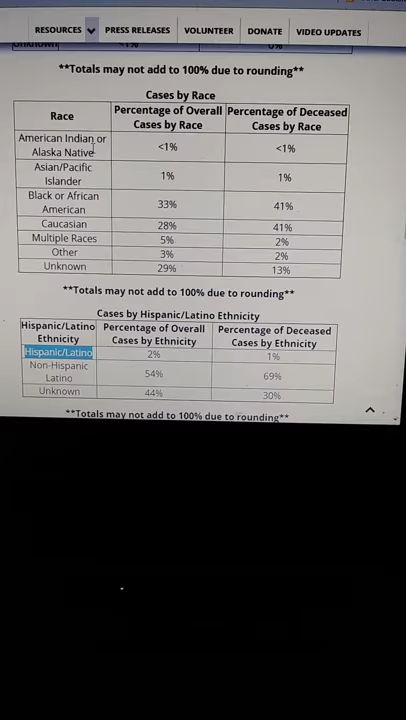 RESOURCES PRESS RELEASES VOLUNTEER DONATE VIDEO UPDATES
Unknown <1% 0%
**Totals may not add to 100% due to rounding**
Cases by Race
Race Percentage of Overall Cases by Race Percentage of Deceased Cases by Race
American Indian or Alaska Native <1% <1%
Asian/Pacific Islander 1% 1%
Black or African American 33% 41%
Caucasian 28% 41%
Multiple Races 5% 2%
Other 3% 2%
Unknown 29% 13%
**Totals may not add to 100% due to rounding**
Cases by Hispanic/Latino Ethnicity
Hispanic/Latino Ethnicity Percentage of Overall Cases by Ethnicity Percentage of Deceased Cases by Ethnicity
Hispanic/Latino 2% 1%
Non-Hispanic Latino 54% 69%
Unknown 44% 30%
**Totals may not add to 100% due to rounding**